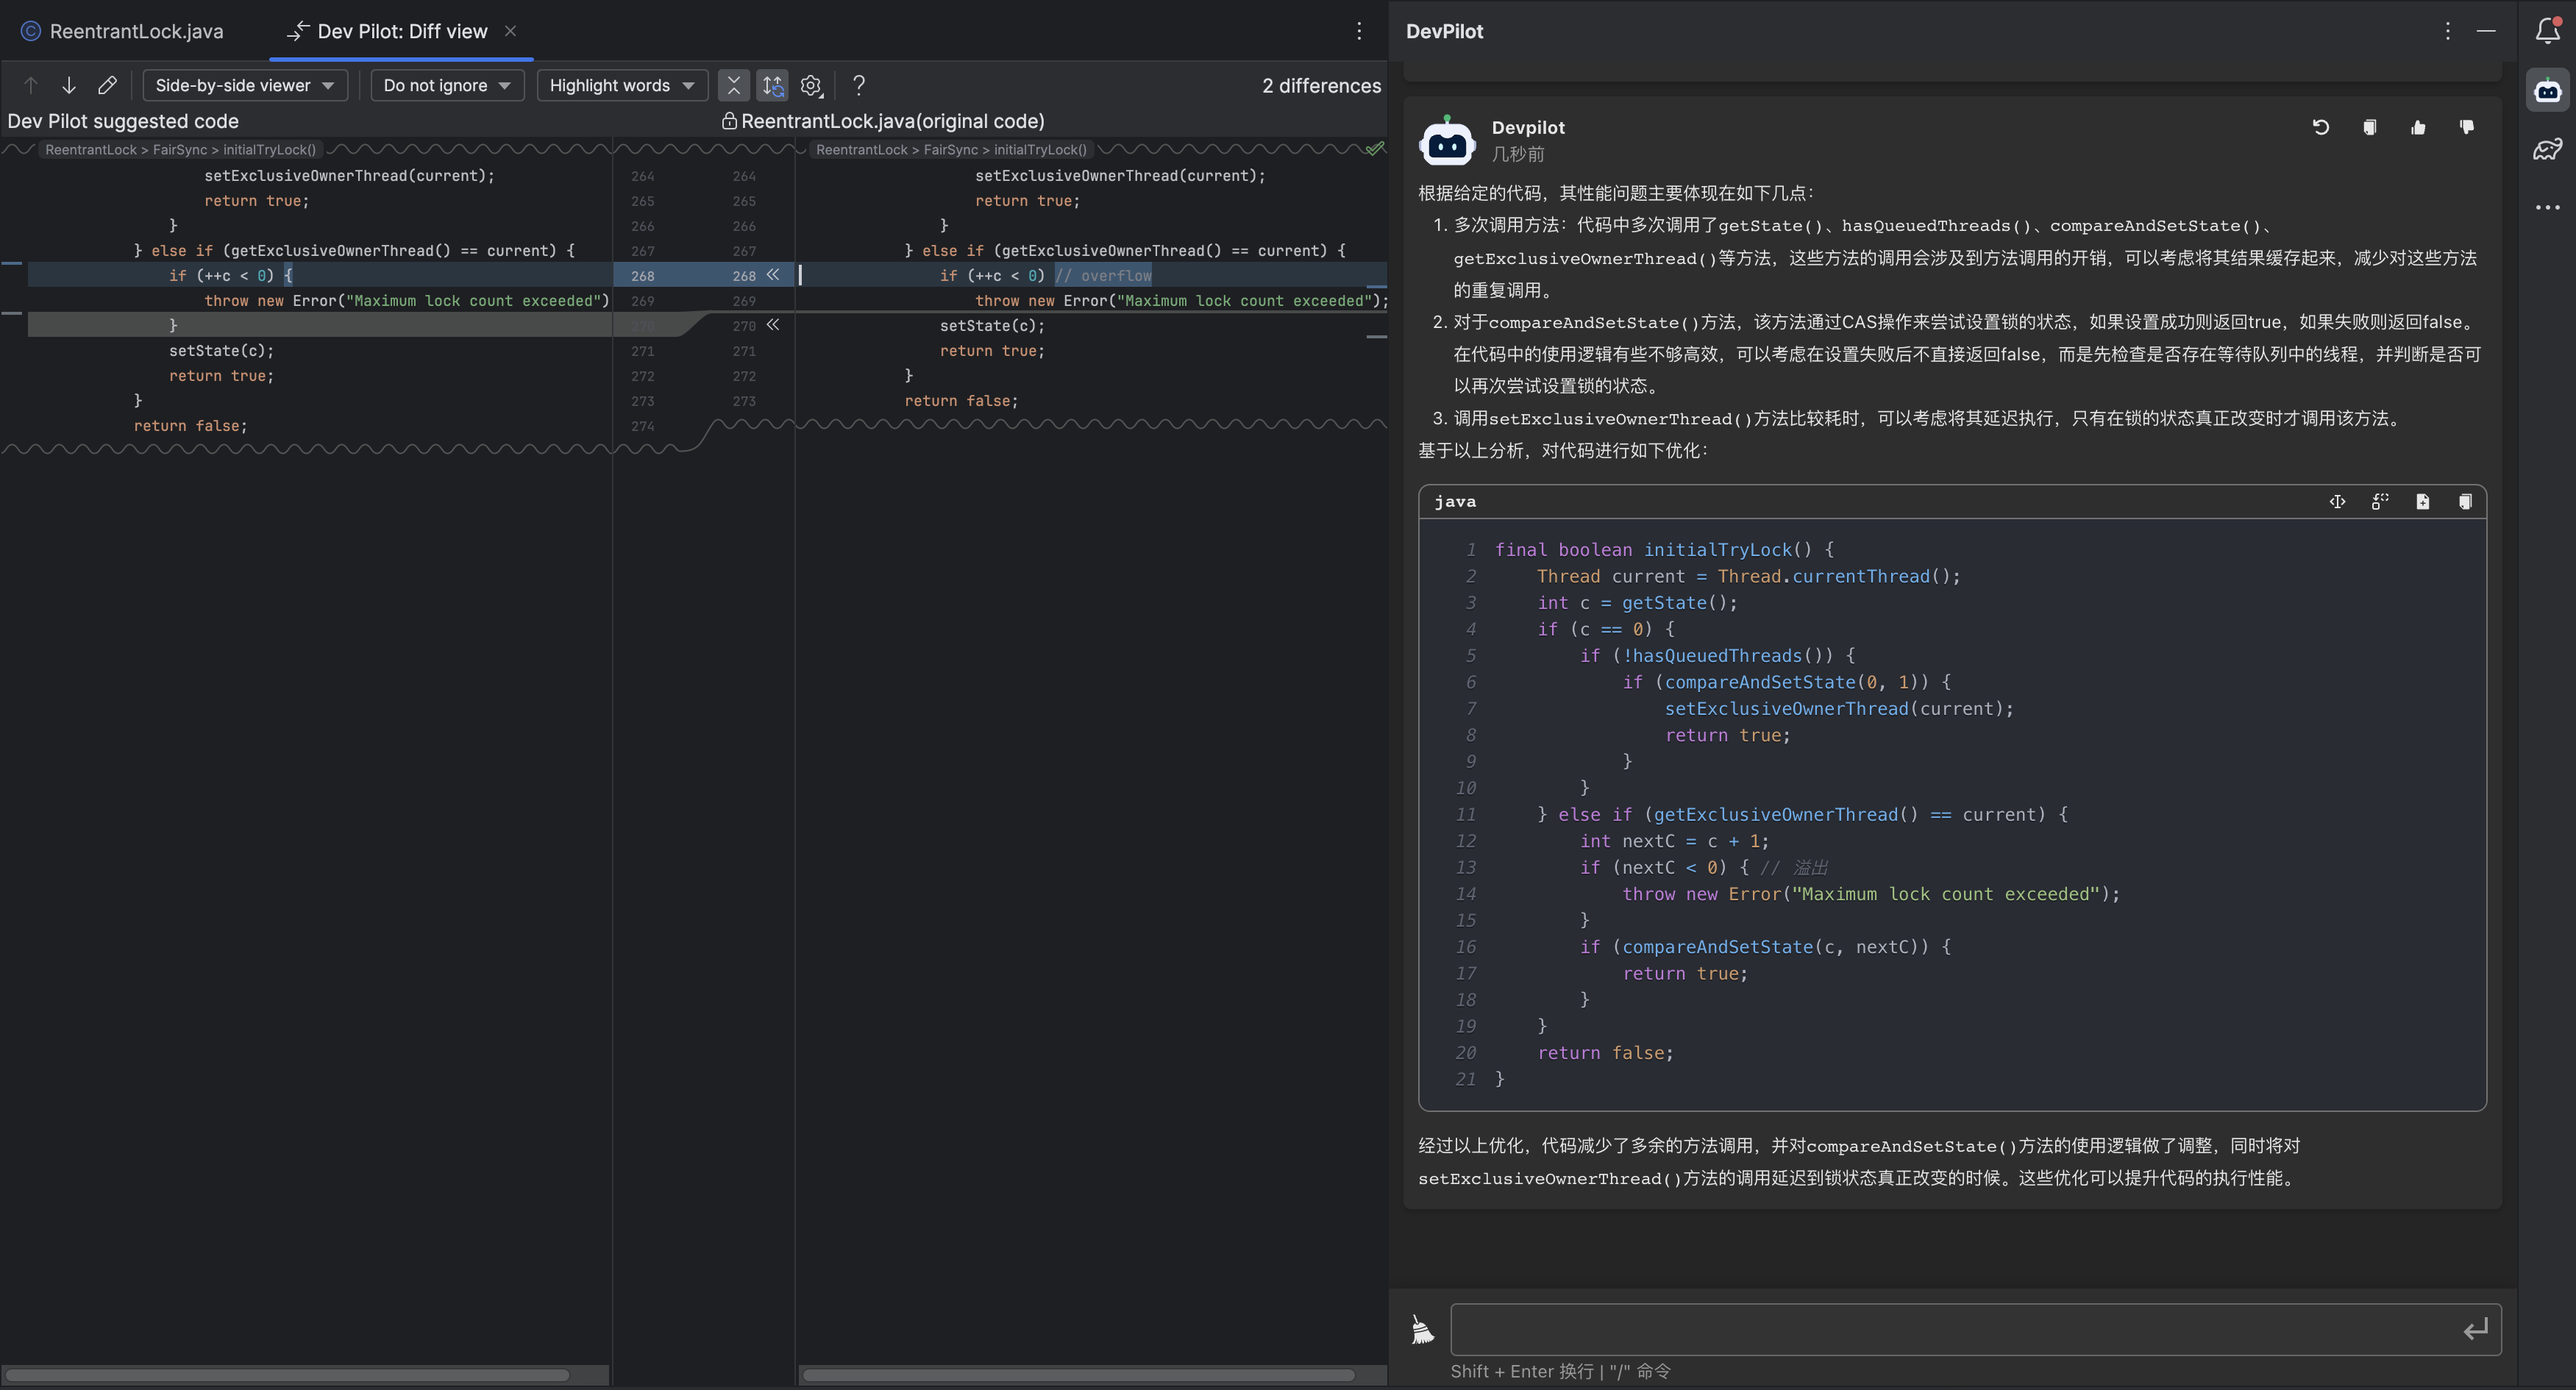 ReentrantLock.java
Dev Pilot: Diff view
Side-by-side viewer
Do not ignore
Highlight words
?
2 differences
Dev Pilot suggested code
ReentrantLock.java(original code)
ReentrantLock > FairSync > initialTryLock()
setExclusiveOwnerThread(current);
return true;
}
} else if (getExclusiveOwnerThread() == current) {
if (++c < 0) {
throw new Error("Maximum lock count exceeded")
}
setState(c);
return true;
}
return false;
264 264
265 265
266 266
267 267
268 268
269 269
270 270
271 271
272 272
273 273
274
ReentrantLock > FairSync > initialTryLock()
setExclusiveOwnerThread(current);
return true;
}
} else if (getExclusiveOwnerThread() == current) {
if (++c < 0) // overflow
throw new Error("Maximum lock count exceeded");
setState(c);
return true;
}
return false;
DevPilot
Devpilot
几秒前
根据给定的代码，其性能问题主要体现在如下几点：
1. 多次调用方法：代码中多次调用了getState()、hasQueuedThreads()、compareAndSetState()、
getExclusiveOwnerThread()等方法，这些方法的调用会涉及到方法调用的开销，可以考虑将其结果缓存起来，减少对这些方法
的重复调用。
2. 对于compareAndSetState()方法，该方法通过CAS操作来尝试设置锁的状态，如果设置成功则返回true，如果失败则返回false。
在代码中的使用逻辑有些不够高效，可以考虑在设置失败后不直接返回false，而是先检查是否存在等待队列中的线程，并判断是否可
以再次尝试设置锁的状态。
3. 调用setExclusiveOwnerThread()方法比较耗时，可以考虑将其延迟执行，只有在锁的状态真正改变时才调用该方法。
基于以上分析，对代码进行如下优化：
java
1 final boolean initialTryLock() {
2 Thread current = Thread.currentThread();
3 int c = getState();
4 if (c == 0) {
5 if (!hasQueuedThreads()) {
6 if (compareAndSetState(0, 1)) {
7 setExclusiveOwnerThread(current);
8 return true;
9 }
10 }
11 } else if (getExclusiveOwnerThread() == current) {
12 int nextC = c + 1;
13 if (nextC < 0) { // 溢出
14 throw new Error("Maximum lock count exceeded");
15 }
16 if (compareAndSetState(c, nextC)) {
17 return true;
18 }
19 }
20 return false;
21 }
经过以上优化，代码减少了多余的方法调用，并对compareAndSetState()方法的使用逻辑做了调整，同时将对
setExclusiveOwnerThread()方法的调用延迟到锁状态真正改变的时候。这些优化可以提升代码的执行性能。
Shift + Enter 换行 | "/" 命令